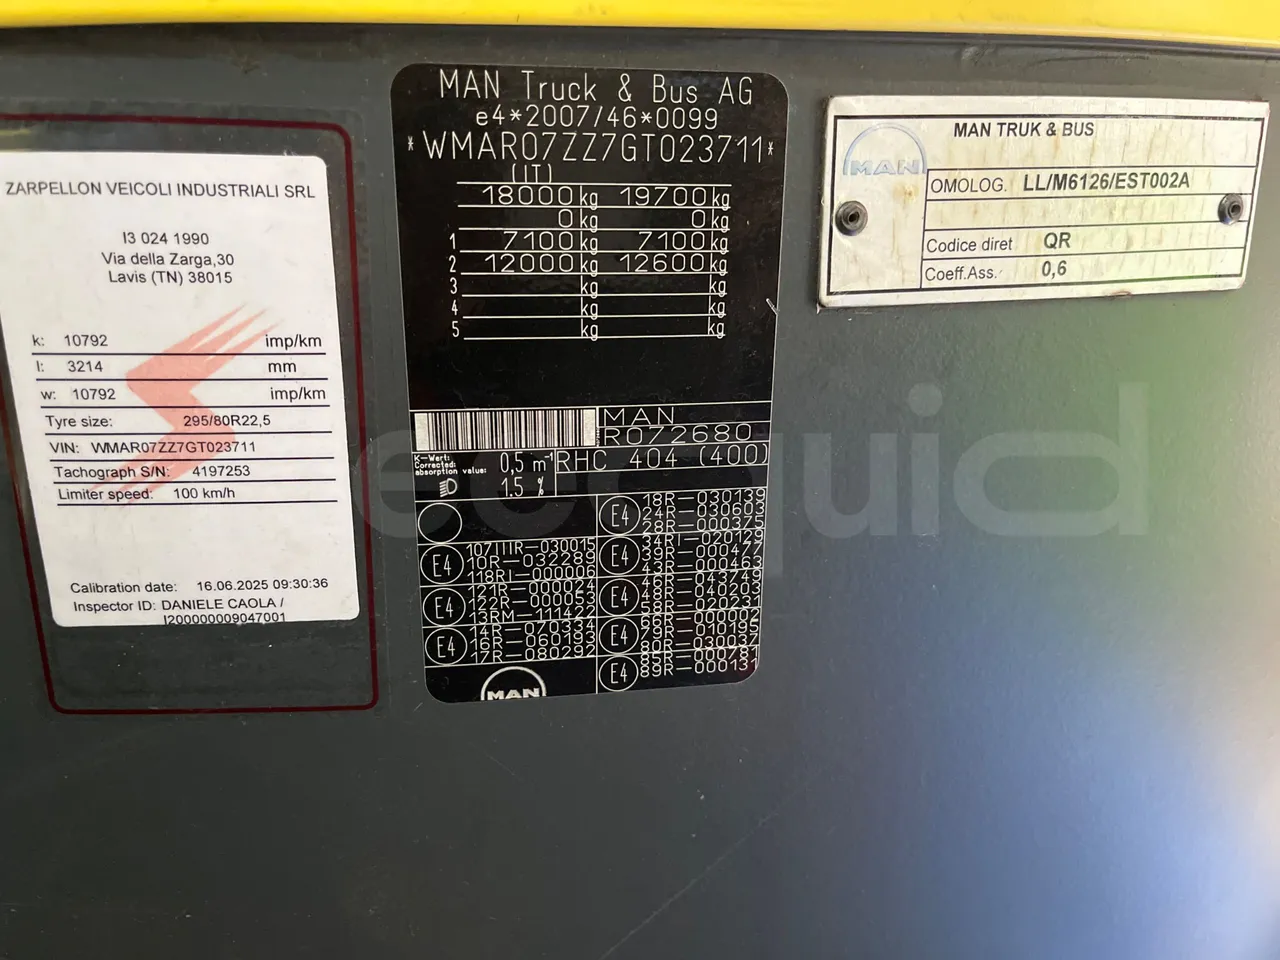 ZARPELLON VEICOLI INDUSTRIALI SRL
I3 024 1990
Via della Zarga,30
Lavis (TN) 38015
k: 10792 imp/km
l: 3214 mm
w: 10792 imp/km
Tyre size: 295/80R22,5
VIN: WMAR07ZZ7GT023711
Tachograph S/N: 4197253
Limiter speed: 100 km/h
Calibration date: 16.06.2025 09:30:36
Inspector ID: DANIELE CAOLA /
I200000009047001
MAN Truck & Bus AG
e4*2007/46*0099
*WMAR07ZZ7GT023711*
(IT)
18000 kg 19700 kg
0 kg 0 kg
1 7100 kg 7100 kg
2 12000 kg 12600 kg
3 kg kg
4 kg kg
5 kg kg
MAN
R072680
K-Wert:
Corrected
absorption value:
0,5 m⁻¹
RHC 404 (400)
1.5 %
E4 107IIIR-030015
10R-032289
118RI-000006
E4 121R-000024
122R-000053
13RM-111422
E4 14R-070334
16R-060183
17R-080292
MAN
E4 18R-030139
24R-030603
28R-000375
E4 34RI-020129
39R-000477
43R-000463
E4 46R-043749
48R-040203
58R-020231
E4 66R-000002
79R-010195
80R-030037
E4 000781
89R-000131
MAN
MAN TRUK & BUS
OMOLOG. LL/M6126/EST002A
Codice diret QR
Coeff.Ass. 0,6